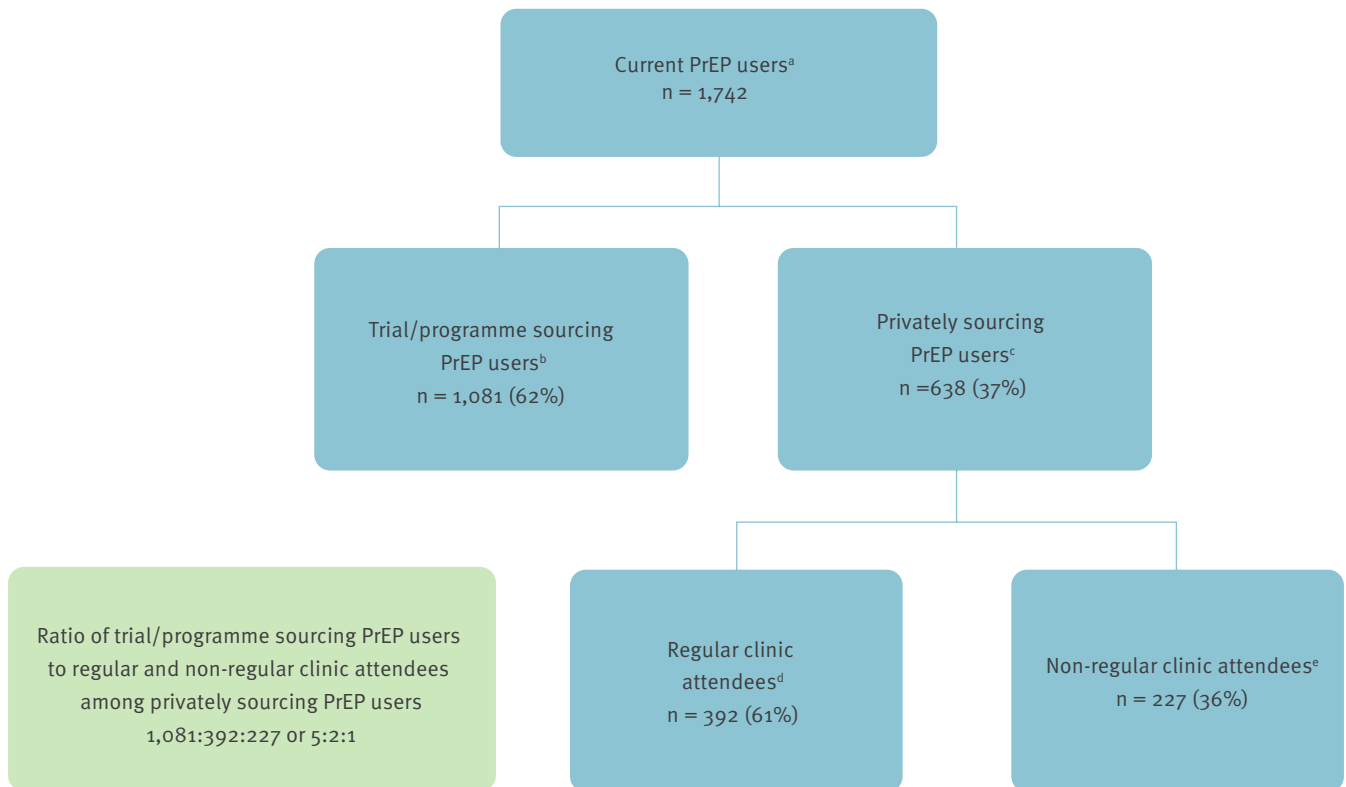 Current PrEP usersᵃ
n = 1,742
Trial/programme sourcing
PrEP usersᵇ
n = 1,081 (62%)
Privately sourcing
PrEP usersᶜ
n =638 (37%)
Ratio of trial/programme sourcing PrEP users
to regular and non-regular clinic attendees
among privately sourcing PrEP users
1,081:392:227 or 5:2:1
Regular clinic
attendeesᵈ
n = 392 (61%)
Non-regular clinic attendeesᵉ
n = 227 (36%)